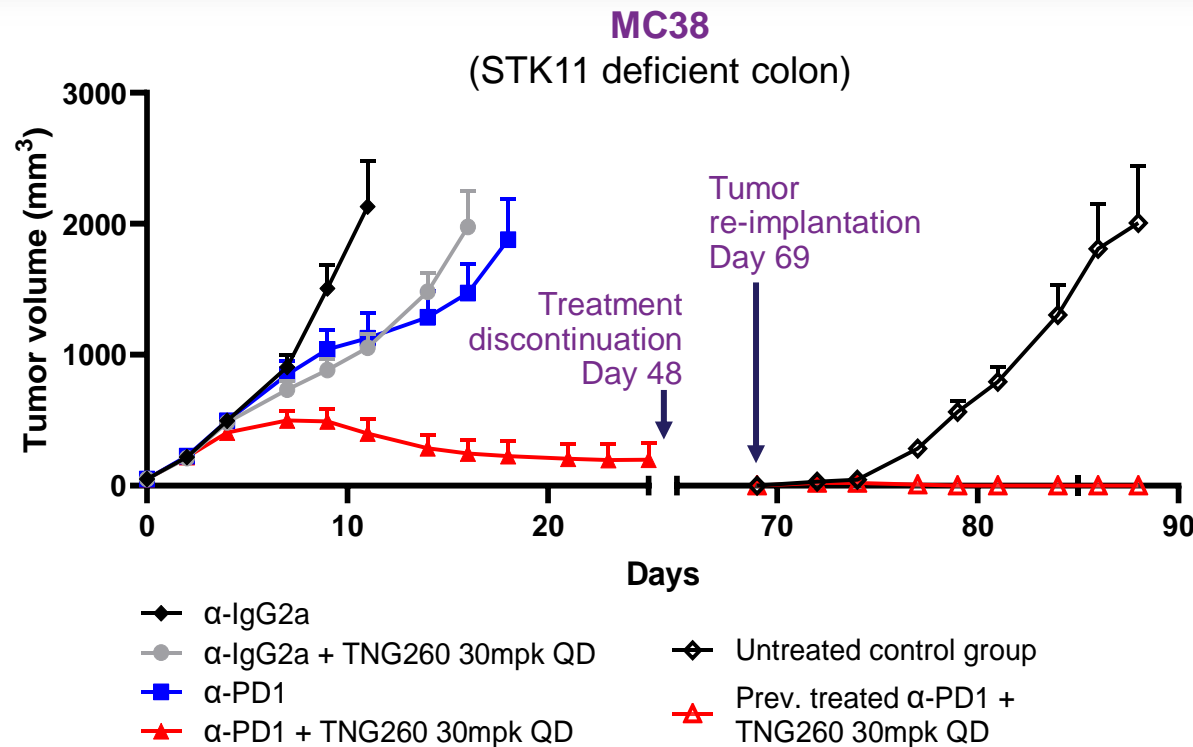 MC38
(STK11 deficient colon)
Tumor volume (mm³)
3000
2000
1000
0
Treatment
discontinuation
Day 48
Tumor
re-implantation
Day 69
0 10 20 70 80 90
Days
α-IgG2a
α-IgG2a + TNG260 30mpk QD
α-PD1
α-PD1 + TNG260 30mpk QD
Untreated control group
Prev. treated α-PD1 +
TNG260 30mpk QD